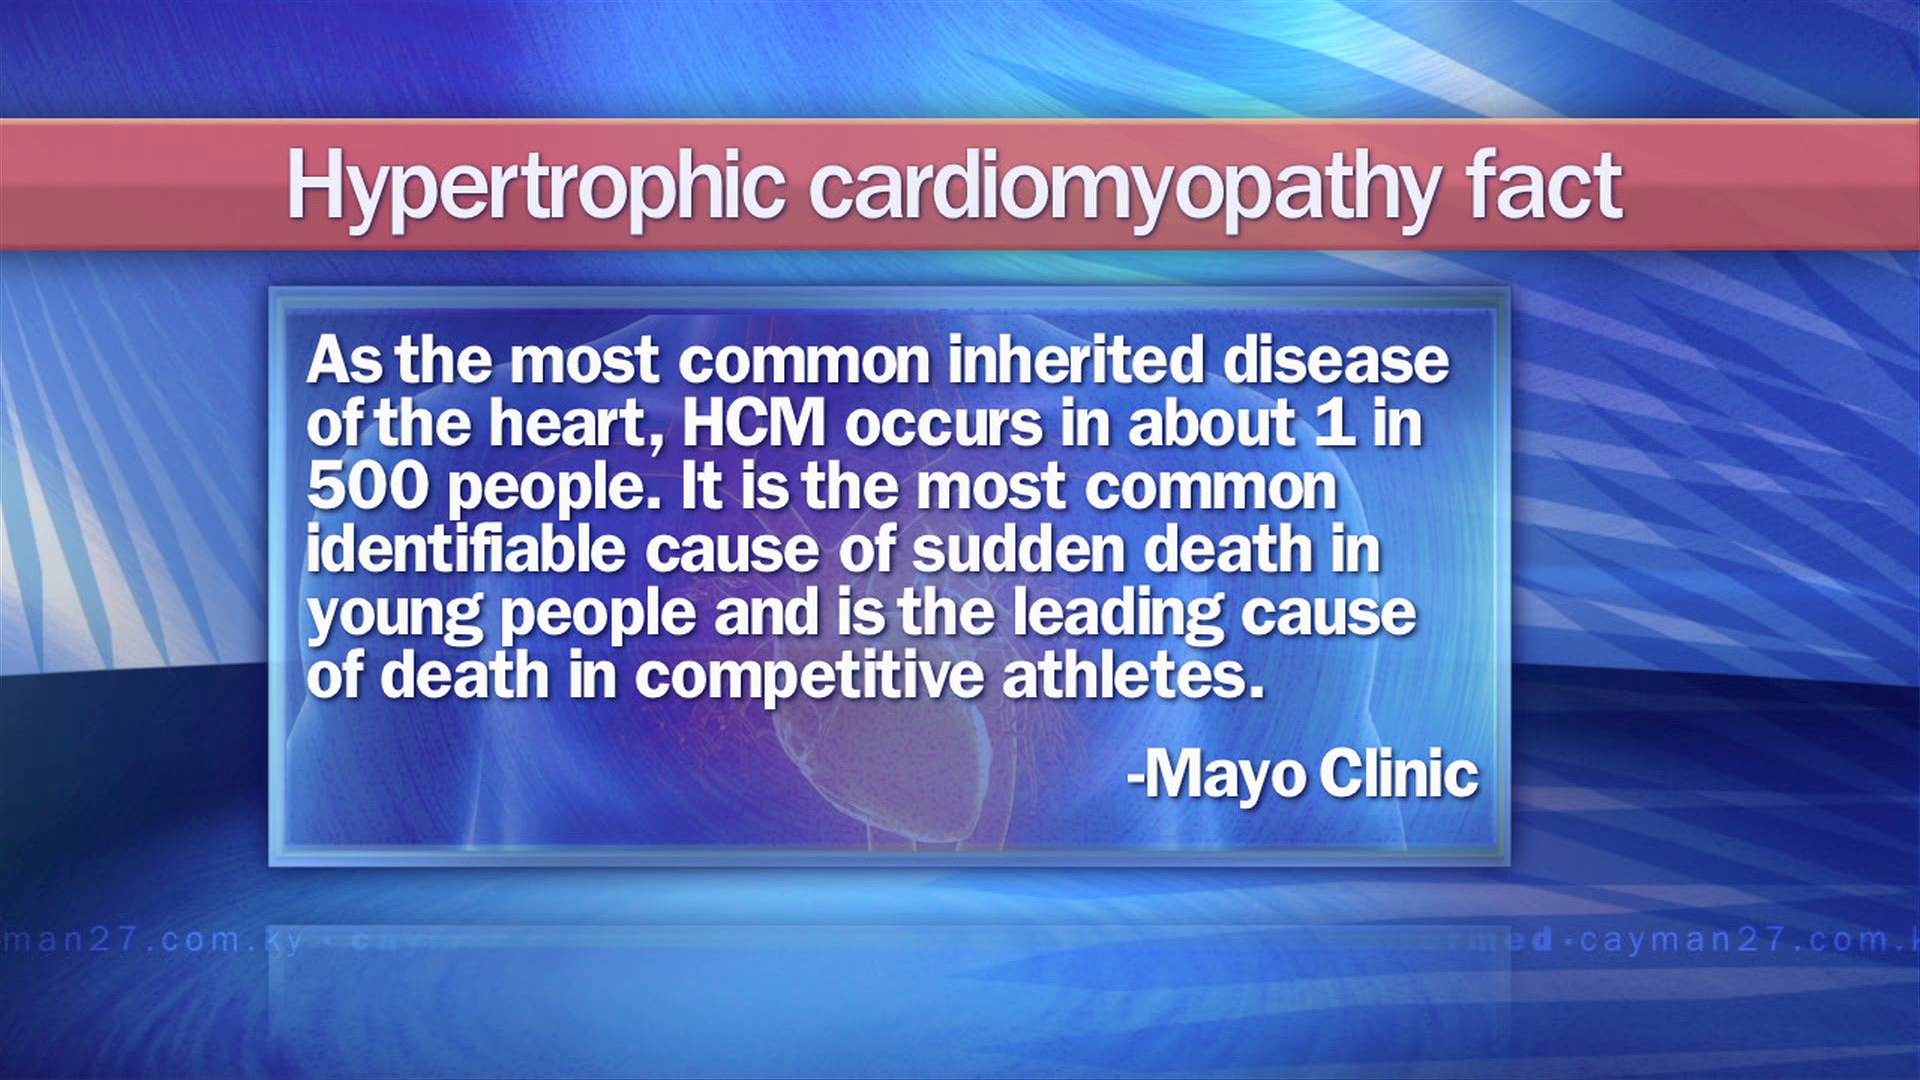 Hypertrophic cardiomyopathy fact
As the most common inherited disease
of the heart, HCM occurs in about 1 in
500 people. It is the most common
identifiable cause of sudden death in
young people and is the leading cause
of death in competitive athletes.
-Mayo Clinic
man27.com.ky
cayman27.com.k